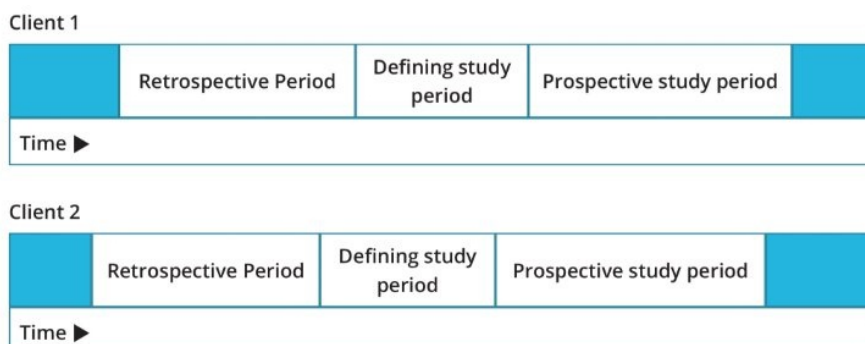 Client 1
Retrospective Period
Defining study
period
Prospective study period
Time ▶
Client 2
Retrospective Period
Defining study
period
Prospective study period
Time ▶